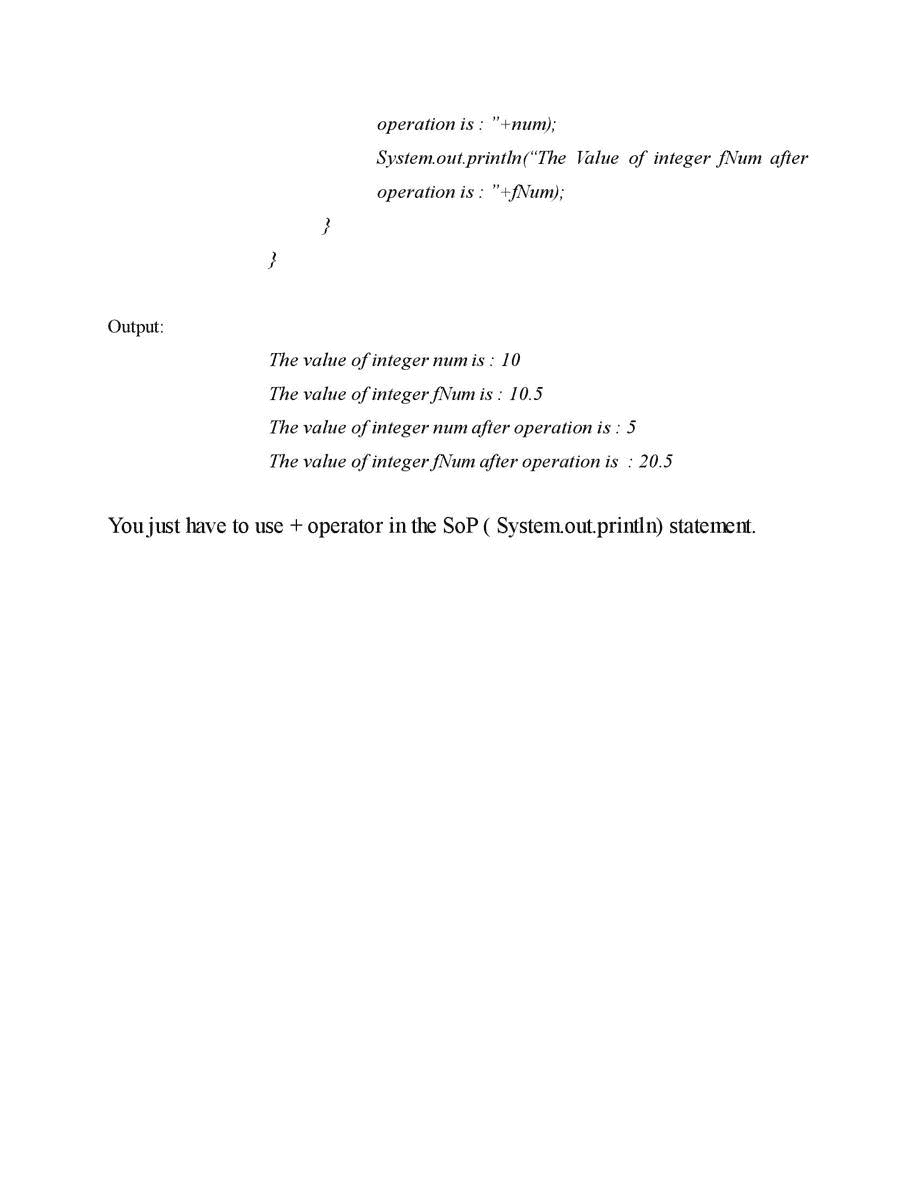 operation is : ”+num);
System.out.println(“The Value of integer fNum after
operation is : ”+fNum);
}
}
Output:
The value of integer num is : 10
The value of integer fNum is : 10.5
The value of integer num after operation is : 5
The value of integer fNum after operation is : 20.5
You just have to use + operator in the SoP ( System.out.println) statement.